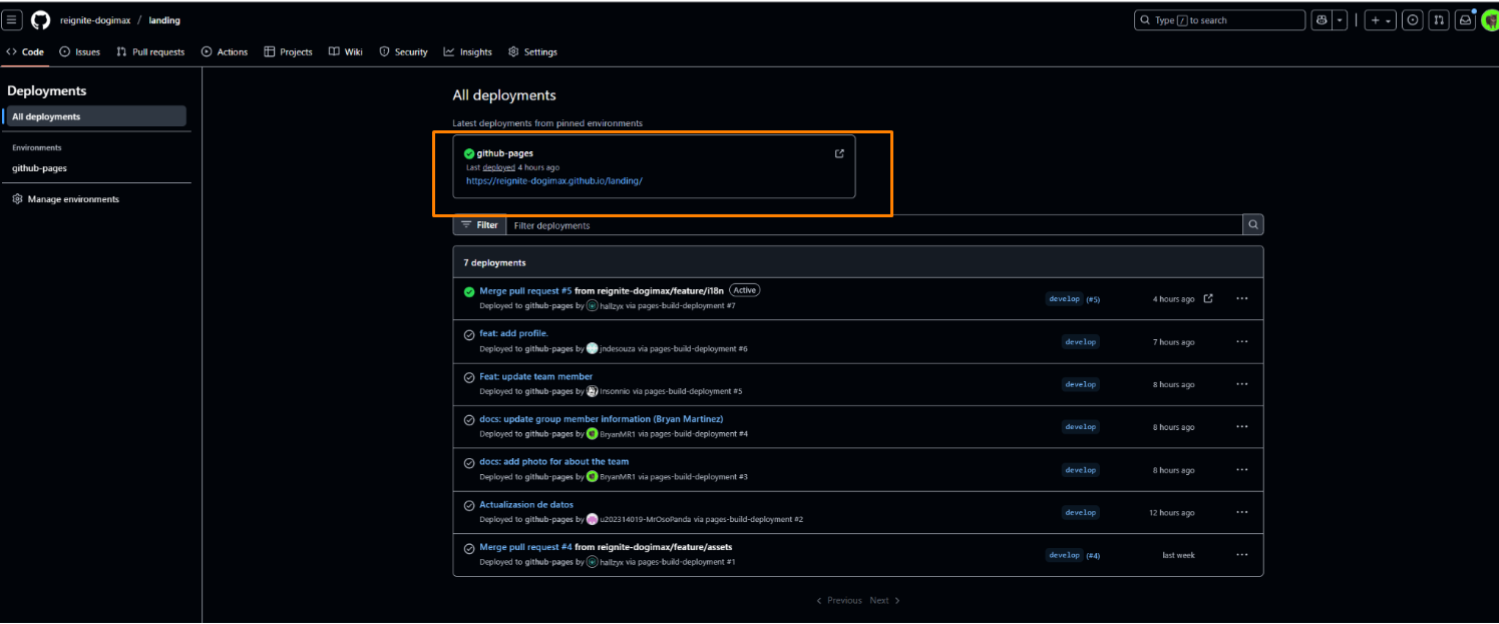 reignite-dogimax / landing
Type / to search
Code Issues Pull requests Actions Projects Wiki Security Insights Settings
Deployments
All deployments
Environments
github-pages
Manage environments
All deployments
Latest deployments from pinned environments
github-pages
Last deployed 4 hours ago
https://reignite-dogimax.github.io/landing/
Filter Filter deployments
7 deployments
Merge pull request #5 from reignite-dogimax/feature/i18n Active
Deployed to github-pages by hallzyx via pages-build-deployment #7
develop (#5) 4 hours ago
feat: add profile.
Deployed to github-pages by jndesouza via pages-build-deployment #6
develop 7 hours ago
Feat: update team member
Deployed to github-pages by Insonnio via pages-build-deployment #5
develop 8 hours ago
docs: update group member information (Bryan Martinez)
Deployed to github-pages by BryanMR1 via pages-build-deployment #4
develop 8 hours ago
docs: add photo for about the team
Deployed to github-pages by BryanMR1 via pages-build-deployment #3
develop 8 hours ago
Actualizasion de datos
Deployed to github-pages by u202314019-MrOsoPanda via pages-build-deployment #2
develop 12 hours ago
Merge pull request #4 from reignite-dogimax/feature/assets
Deployed to github-pages by hallzyx via pages-build-deployment #1
develop (#4) last week
Previous Next